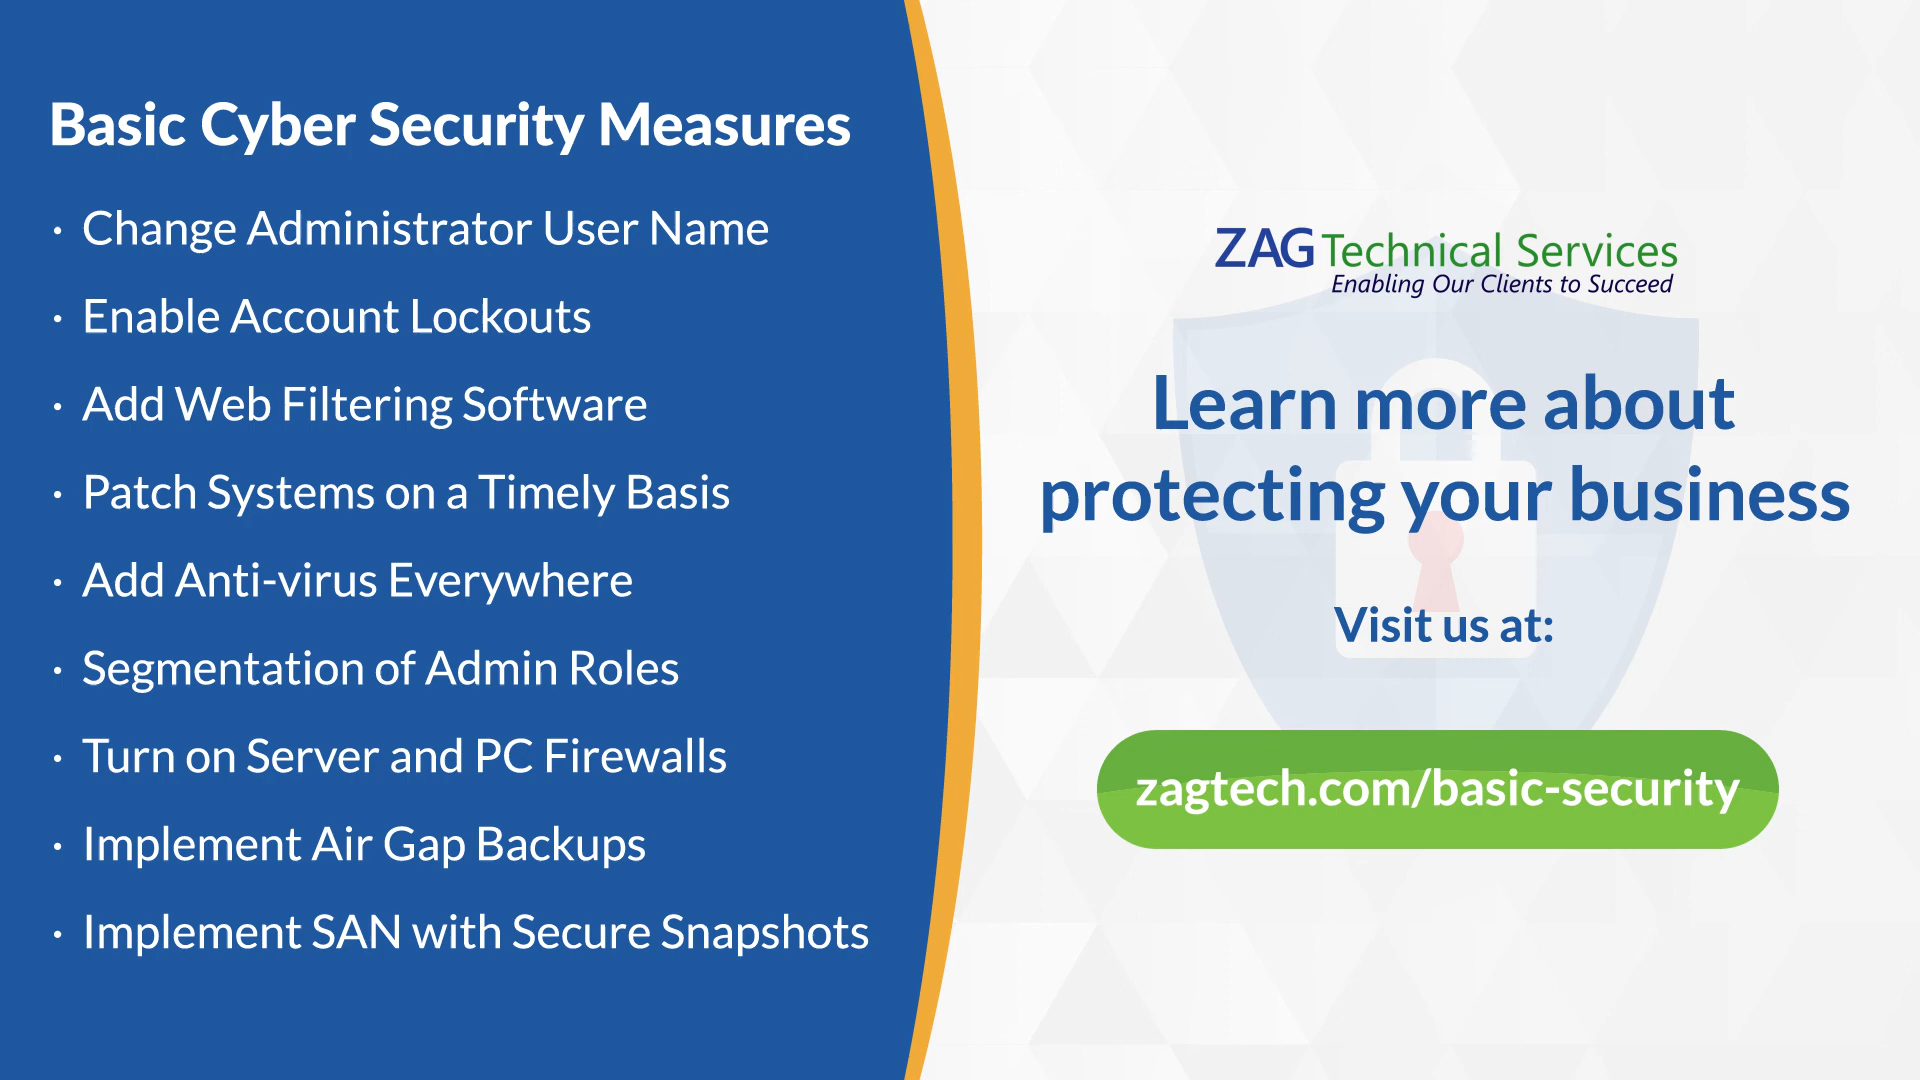 Basic Cyber Security Measures
· Change Administrator User Name
· Enable Account Lockouts
· Add Web Filtering Software
· Patch Systems on a Timely Basis
· Add Anti-virus Everywhere
· Segmentation of Admin Roles
· Turn on Server and PC Firewalls
· Implement Air Gap Backups
· Implement SAN with Secure Snapshots
ZAG Technical Services
Enabling Our Clients to Succeed
Learn more about
protecting your business
Visit us at:
zagtech.com/basic-security